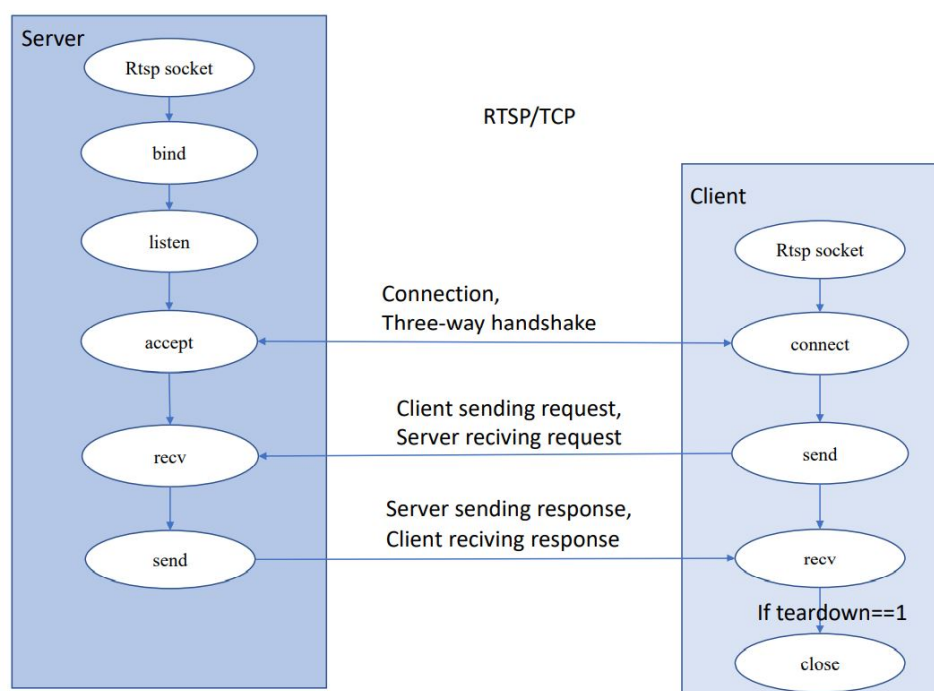 Server
Rtsp socket
bind
listen
accept
recv
send
RTSP/TCP
Connection,
Three-way handshake
Client sending request,
Server reciving request
Server sending response,
Client reciving response
Client
Rtsp socket
connect
send
recv
If teardown==1
close